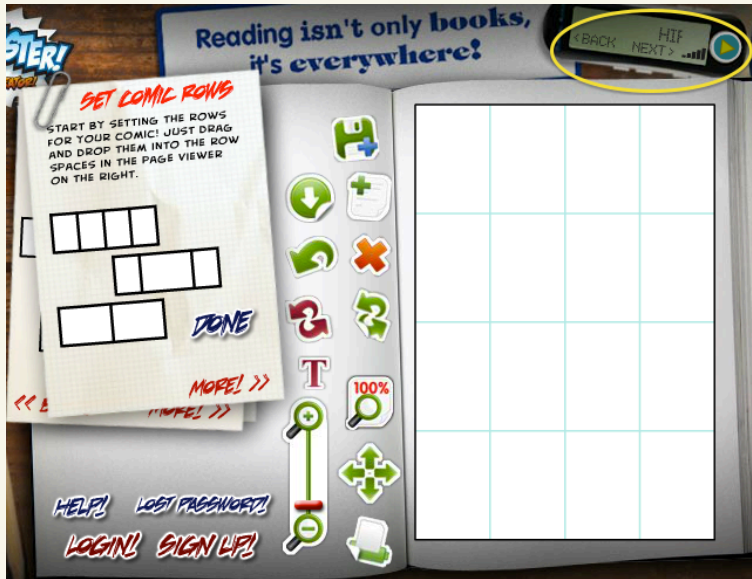 Reading isn't only books,
it's everywhere!
<BACK NEXT>
SET COMIC ROWS
START BY SETTING THE ROWS
FOR YOUR COMIC! JUST DRAG
AND DROP THEM INTO THE ROW
SPACES IN THE PAGE VIEWER
ON THE RIGHT.
DONE
MORE! >>
<<
MORE! >>
T
100%
HELP! LOST PASSWORD!
LOGIN! SIGN UP!